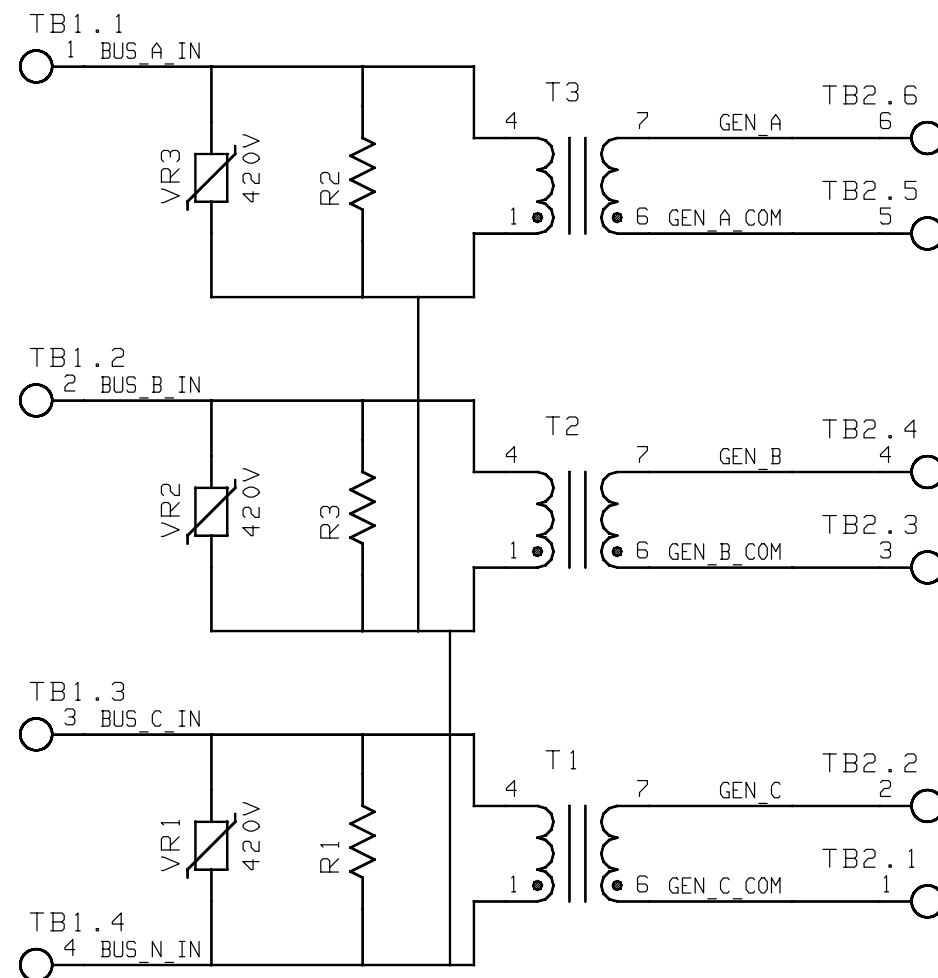 TB1.1
1 BUS_A_IN
T3
TB2.6
4
7
GEN_A
6
VR3
420V
R2
TB2.5
1
6
GEN_A_COM
5
TB1.2
2 BUS_B_IN
T2
TB2.4
4
7
GEN_B
4
VR2
420V
R3
TB2.3
1
6
GEN_B_COM
3
TB1.3
3 BUS_C_IN
T1
TB2.2
4
7
GEN_C
2
VR1
420V
R1
TB2.1
1
6
GEN_C_COM
1
TB1.4
4 BUS_N_IN